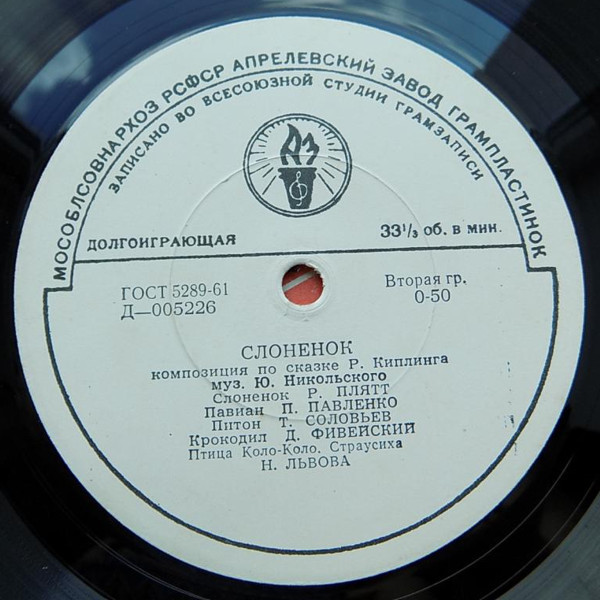 МОСОБЛСОВНАРХОЗ РСФСР АПРЕЛЕВСКИЙ ЗАВОД ГРАМПЛАСТИНОК
ЗАПИСАНО ВО ВСЕСОЮЗНОЙ СТУДИИ ГРАМЗАПИСИ
АЗ
ДОЛГОИГРАЮЩАЯ
33⅓ об. в мин.
ГОСТ 5289-61
Д—005226
Вторая гр.
0-50
СЛОНЕНОК
композиция по сказке Р. Киплинга
муз. Ю. Никольского
Слоненок Р. ПЛЯТТ
Павиан П. ПАВЛЕНКО
Питон Т. СОЛОВЬЕВ
Крокодил Д. ФИВЕЙСКИЙ
Птица Коло-Коло. Страусиха
Н. ЛЬВОВА